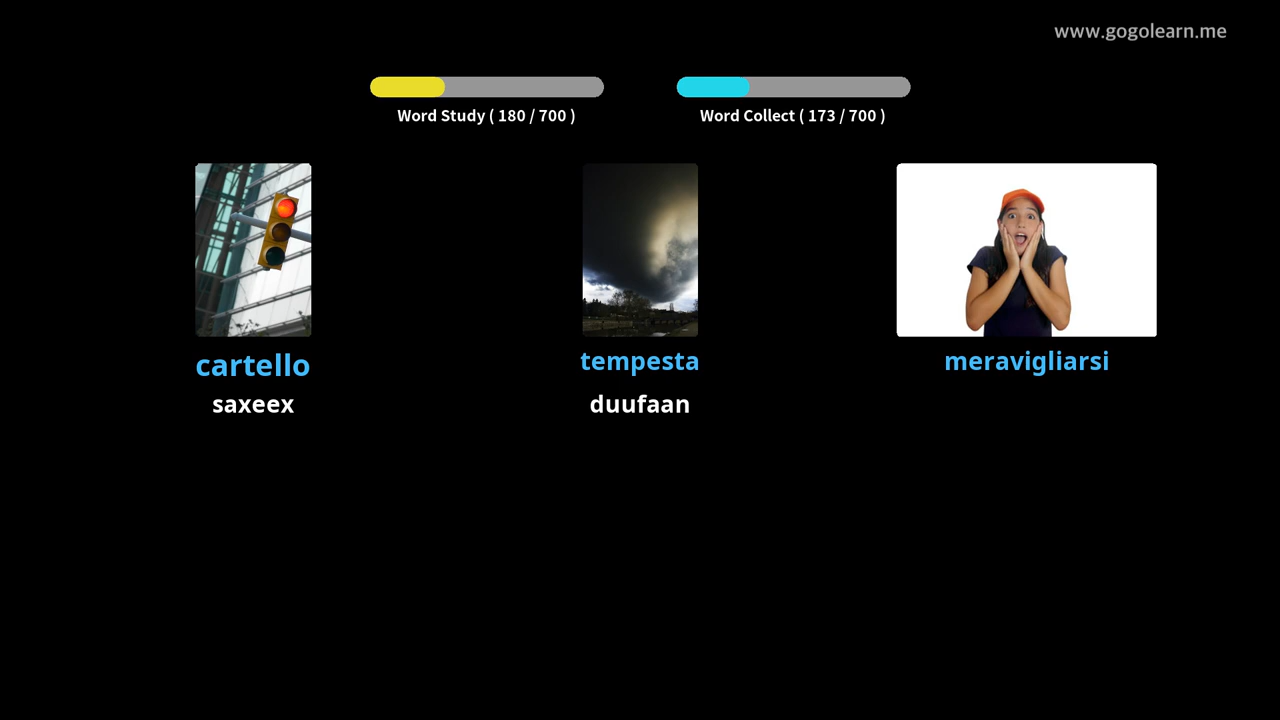 www.gogolearn.me
Word Study ( 180 / 700 )
Word Collect ( 173 / 700 )
cartello
tempesta
meravigliarsi
saxeex
duufaan